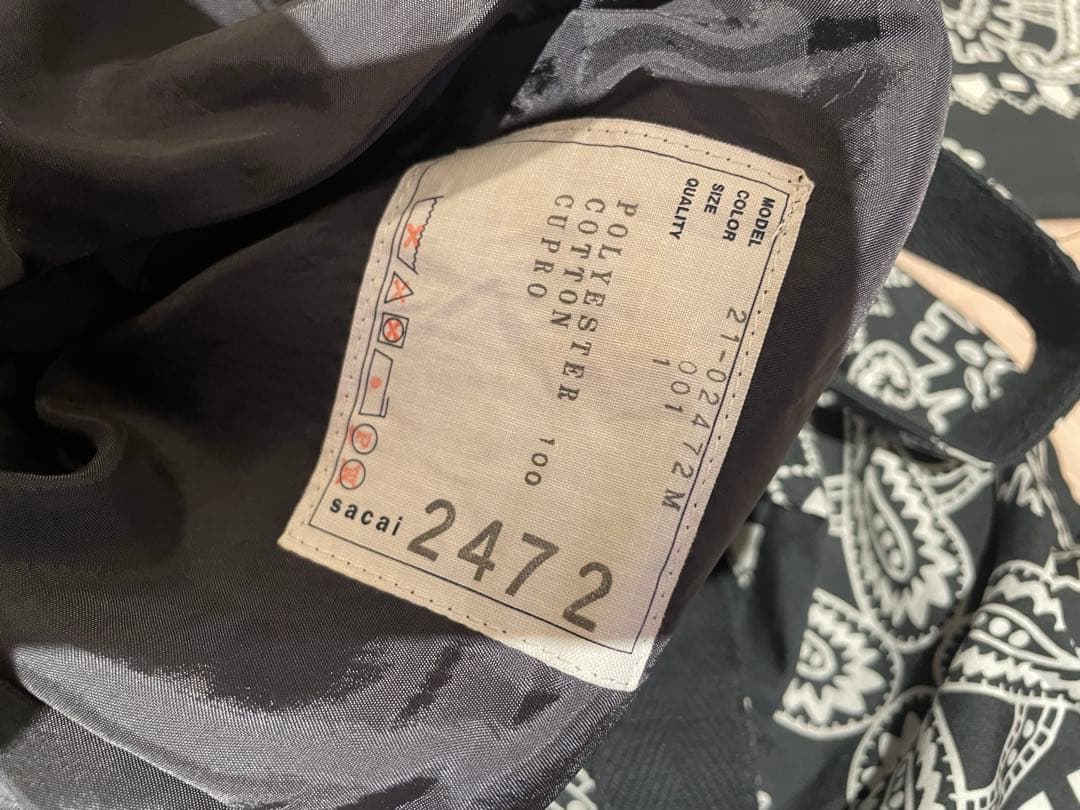 MODEL 21-02472M
COLOR 001
SIZE 1
QUALITY
POLYESTER 100
COTTON
CUPRO
P
W
sacai 2472